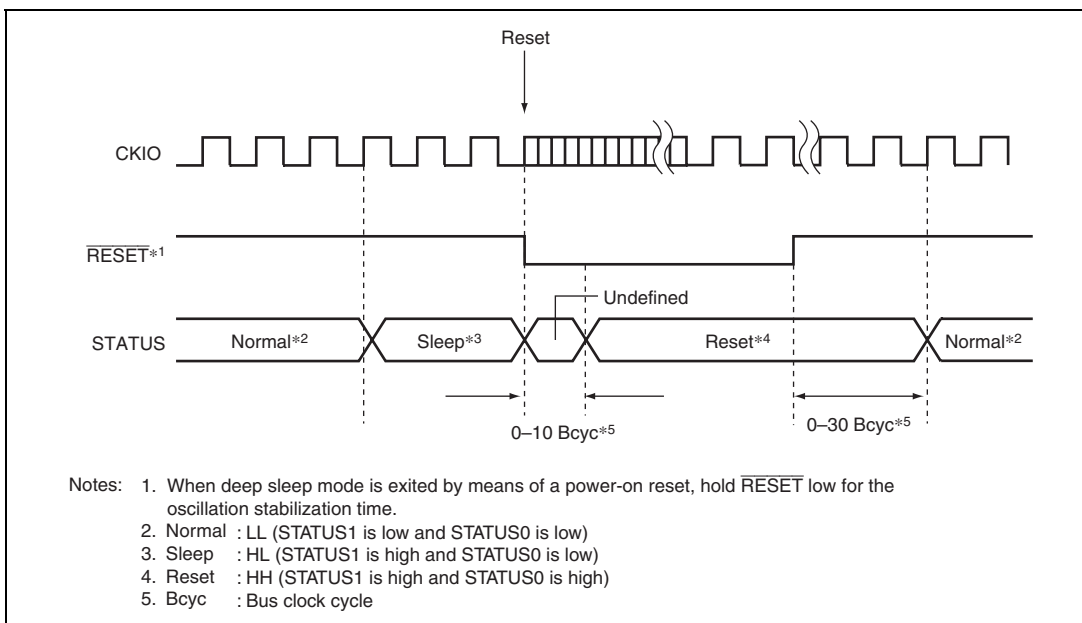 Reset
CKIO
RESET*1
Undefined
STATUS
Normal*2
Sleep*3
Reset*4
Normal*2
0–10 Bcyc*5
0–30 Bcyc*5
Notes: 1. When deep sleep mode is exited by means of a power-on reset, hold RESET low for the
oscillation stabilization time.
2. Normal : LL (STATUS1 is low and STATUS0 is low)
3. Sleep : HL (STATUS1 is high and STATUS0 is low)
4. Reset : HH (STATUS1 is high and STATUS0 is high)
5. Bcyc : Bus clock cycle